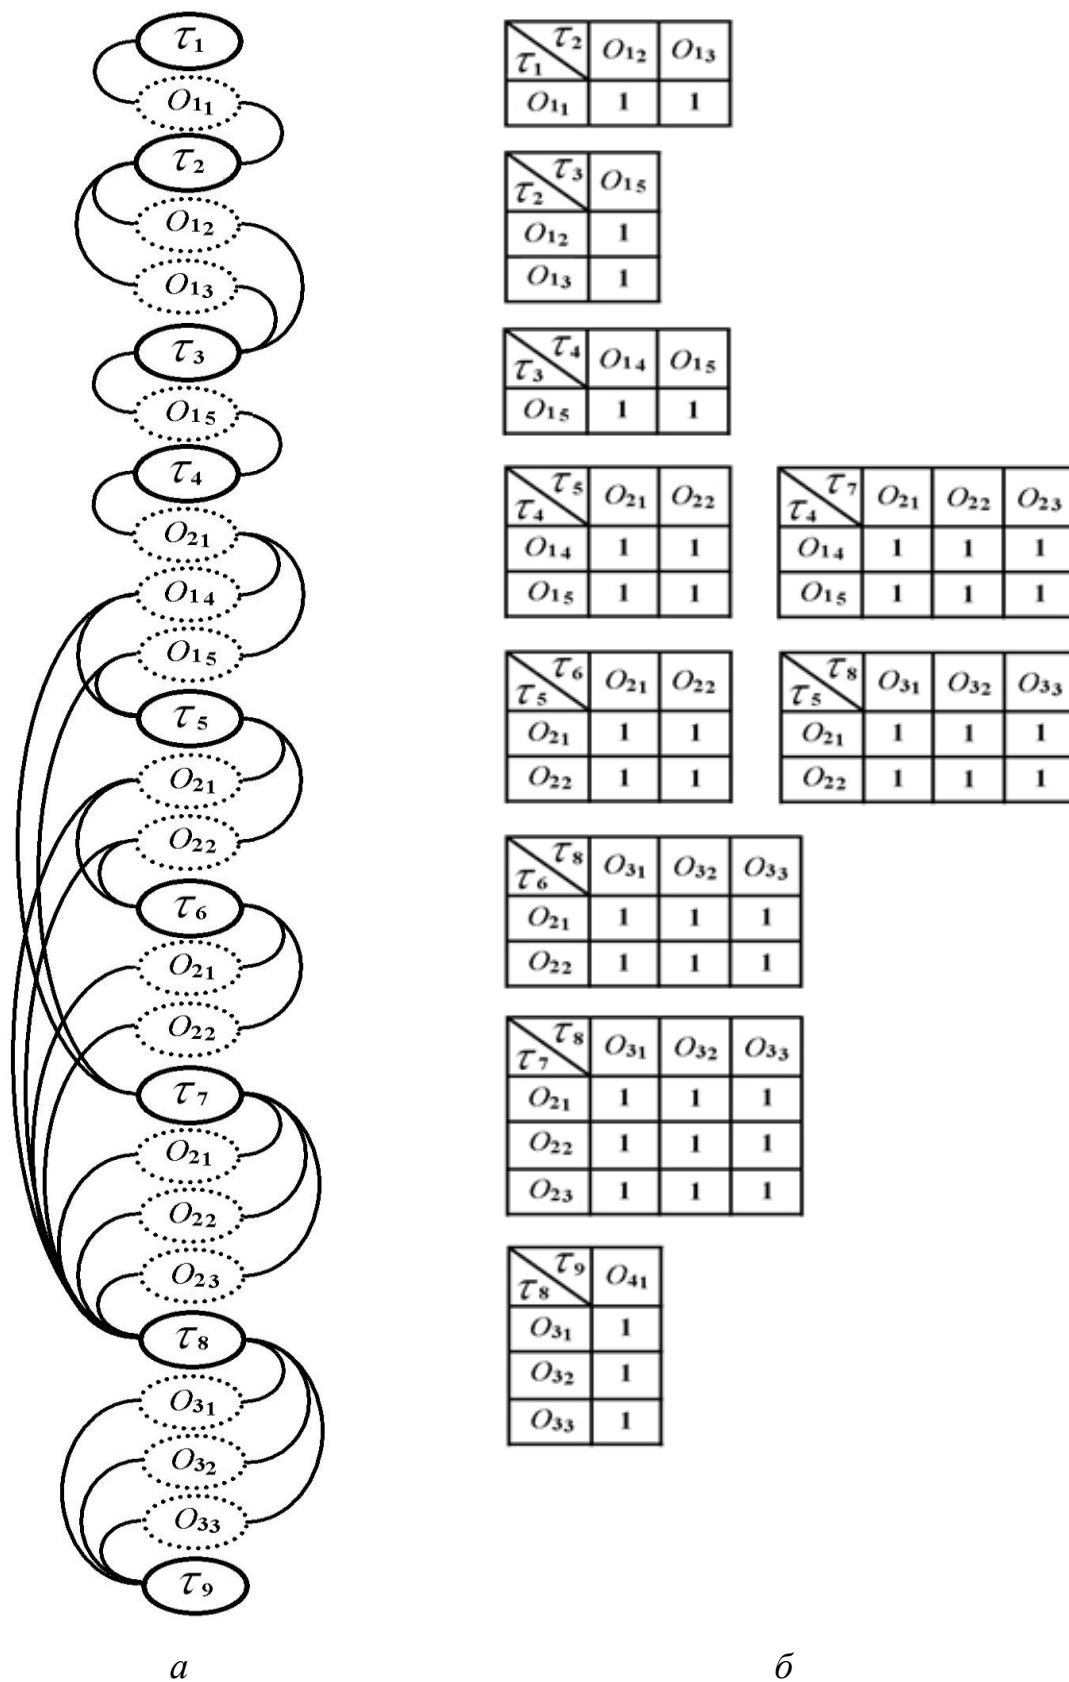 τ1
O11
τ2
O12
O13
τ3
O15
τ4
O21
O14
O15
τ5
O21
O22
τ6
O21
O22
τ7
O21
O22
O23
τ8
O31
O32
O33
τ9
а
τ2 τ1 O12 O13
O11 1 1
τ3 τ2 O15
O12 1
O13 1
τ4 τ3 O14 O15
O15 1 1
τ5 τ4 O21 O22
O14 1 1
O15 1 1
τ7 τ4 O21 O22 O23
O14 1 1 1
O15 1 1 1
τ6 τ5 O21 O22
O21 1 1
O22 1 1
τ8 τ5 O31 O32 O33
O21 1 1 1
O22 1 1 1
τ8 τ6 O31 O32 O33
O21 1 1 1
O22 1 1 1
τ8 τ7 O31 O32 O33
O21 1 1 1
O22 1 1 1
O23 1 1 1
τ9 τ8 O41
O31 1
O32 1
O33 1
б